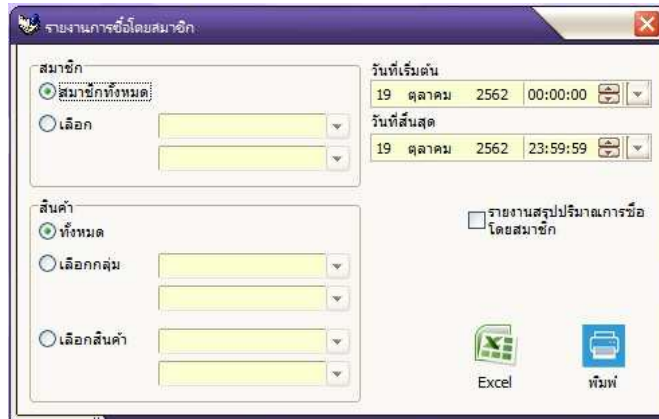 รายงานการซื้อโดยสมาชิก
สมาชิก
สมาชิกทั้งหมด
เลือก
วันที่เริ่มต้น
19 ตุลาคม 2562 00:00:00
วันที่สิ้นสุด
19 ตุลาคม 2562 23:59:59
สินค้า
ทั้งหมด
เลือกกลุ่ม
เลือกสินค้า
รายงานสรุปปริมาณการซื้อ
โดยสมาชิก
Excel พิมพ์